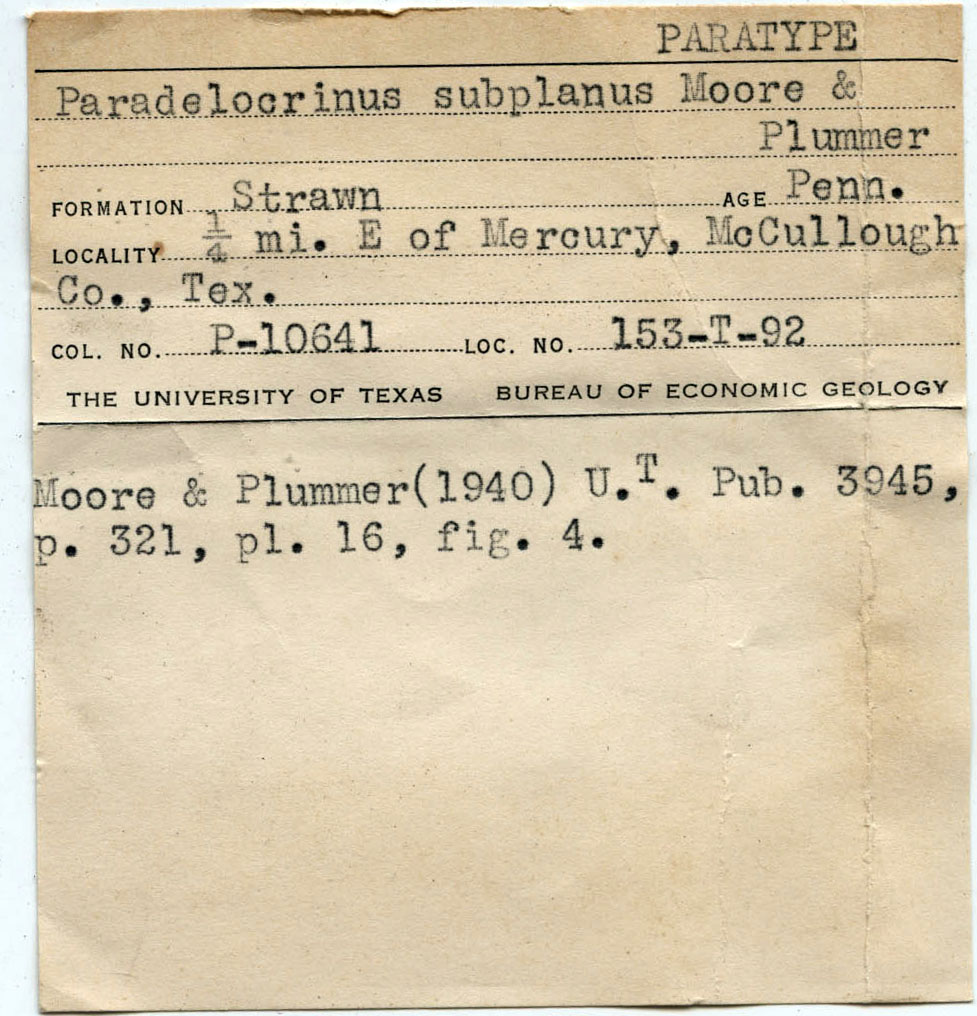 PARATYPE
Paradelocrinus subplanus Moore &
Plummer
FORMATION Strawn AGE Penn.
LOCALITY 1/4 mi. E of Mercury, McCullough
Co., Tex.
COL. NO. P-10641 LOC. NO. 153-T-92
THE UNIVERSITY OF TEXAS BUREAU OF ECONOMIC GEOLOGY
Moore & Plummer(1940) U.T. Pub. 3945,
p. 321, pl. 16, fig. 4.